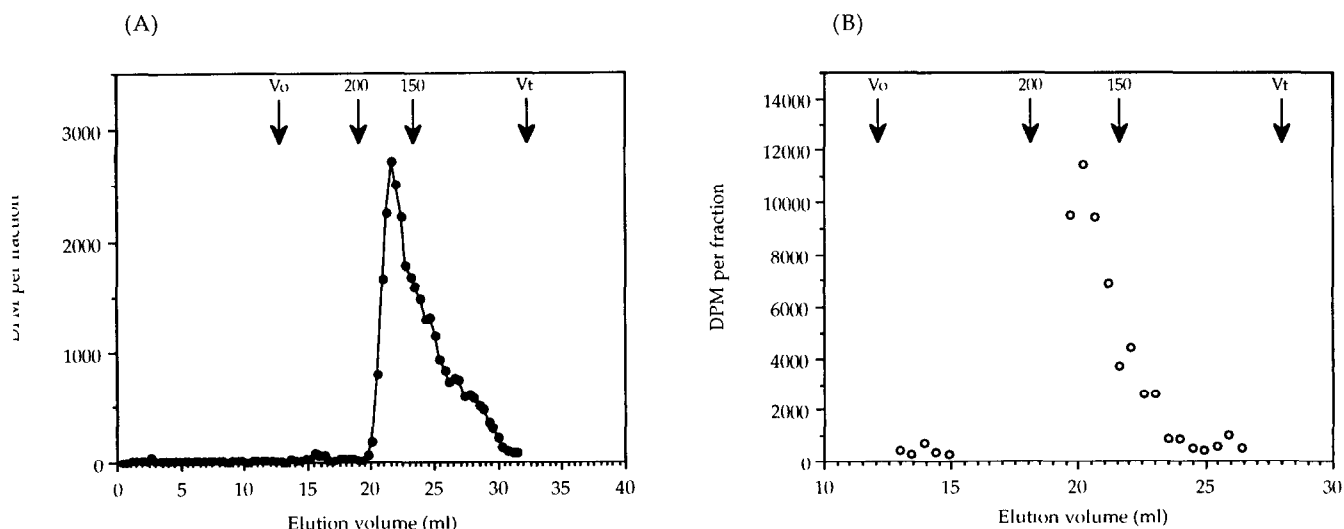 (A)
Vo 200 150 Vt
3000
2000
1000
0
0 5 10 15 20 25 30 35 40
Elution volume (ml)
per fraction
(B)
Vo 200 150 Vt
14000
12000
10000
8000
6000
4000
2000
0
10 15 20 25 30
DPM per fraction
Elution volume (ml)